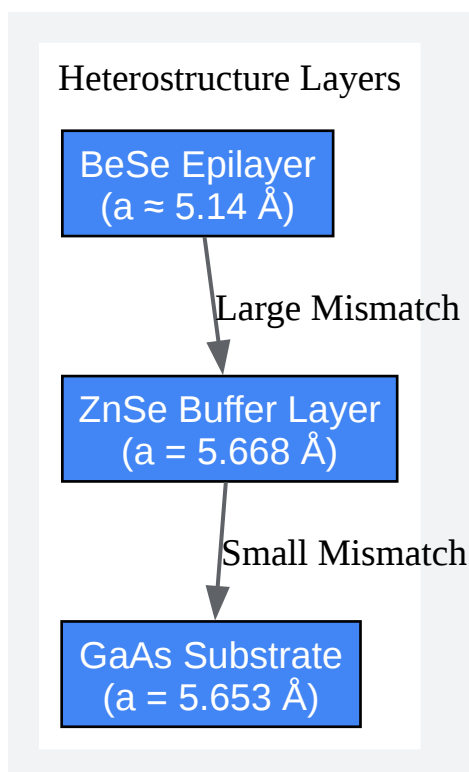 Heterostructure Layers
BeSe Epilayer
(a ≈ 5.14 Å)
Large Mismatch
ZnSe Buffer Layer
(a = 5.668 Å)
Small Mismatch
GaAs Substrate
(a = 5.653 Å)